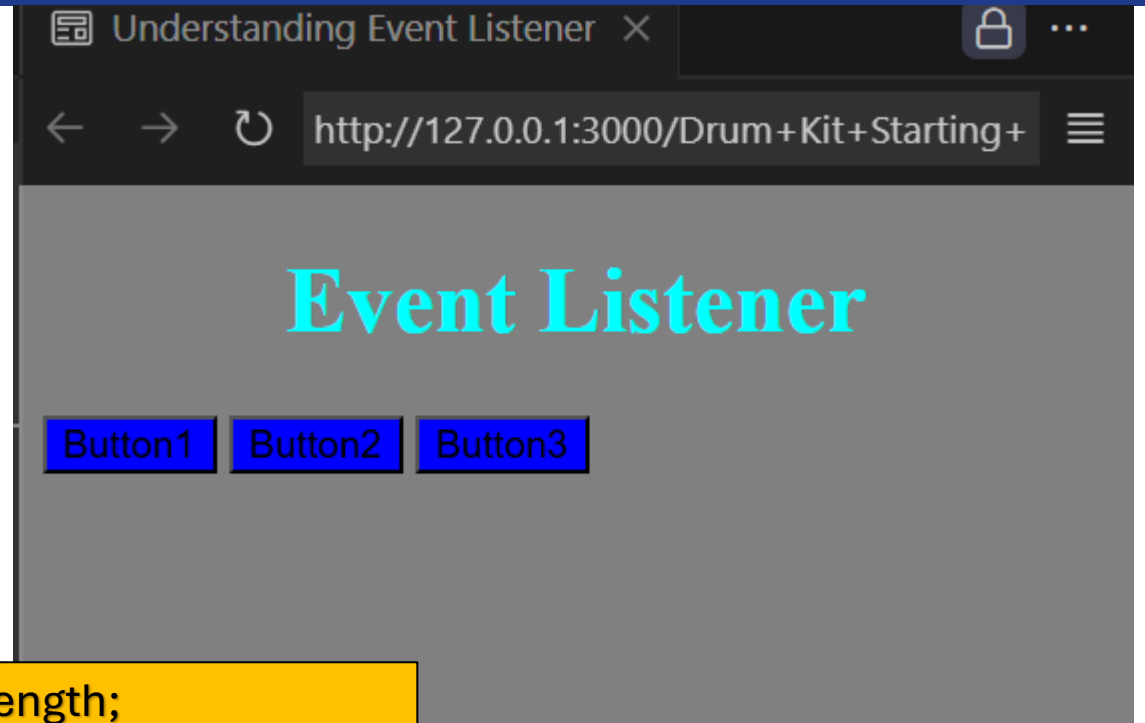 Understanding Event Listener
http://127.0.0.1:3000/Drum+Kit+Starting+
Event Listener
Button1 Button2 Button3
ength;